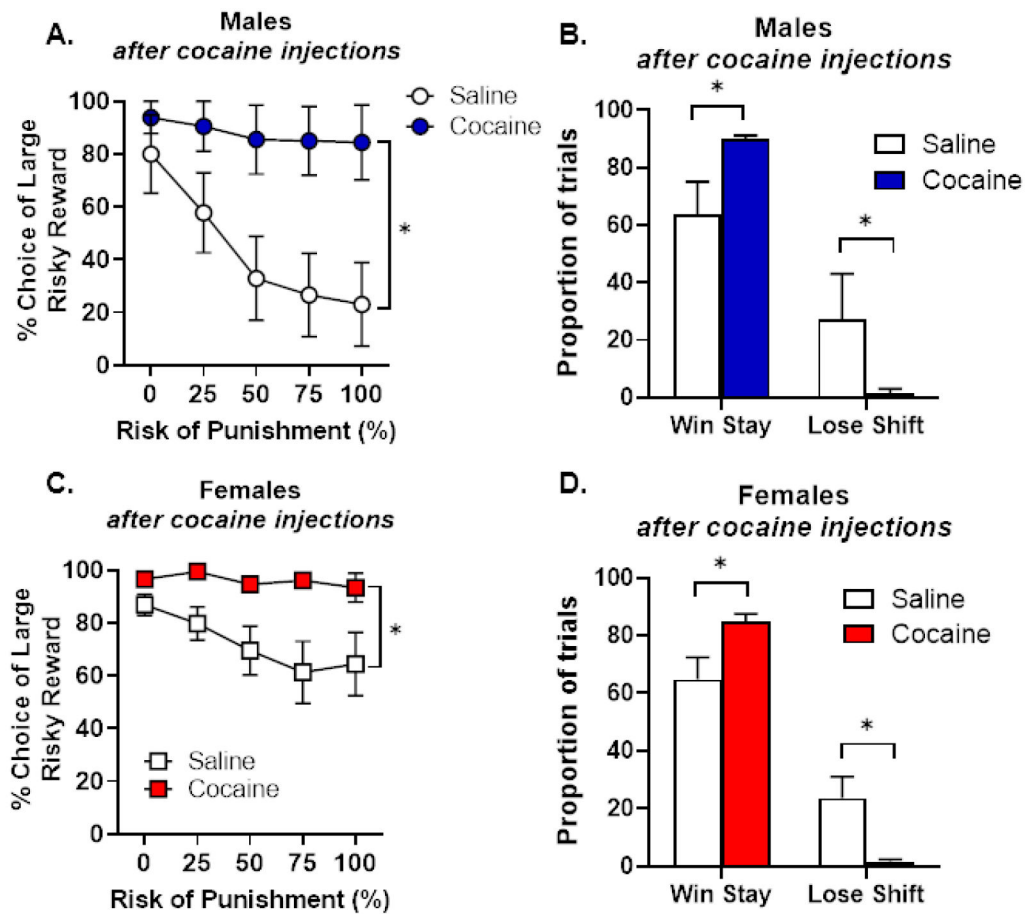 A.
Males
after cocaine injections
Saline
Cocaine
% Choice of Large
Risky Reward
100
80
60
40
20
0
*
0 25 50 75 100
Risk of Punishment (%)
B.
Males
after cocaine injections
Saline
Cocaine
Proportion of trials
100
80
60
40
20
0
*
*
Win Stay Lose Shift
C.
Females
after cocaine injections
% Choice of Large
Risky Reward
100
80
60
40
20
0
*
Saline
Cocaine
0 25 50 75 100
Risk of Punishment (%)
D.
Females
after cocaine injections
Saline
Cocaine
Proportion of trials
100
80
60
40
20
0
*
*
Win Stay Lose Shift